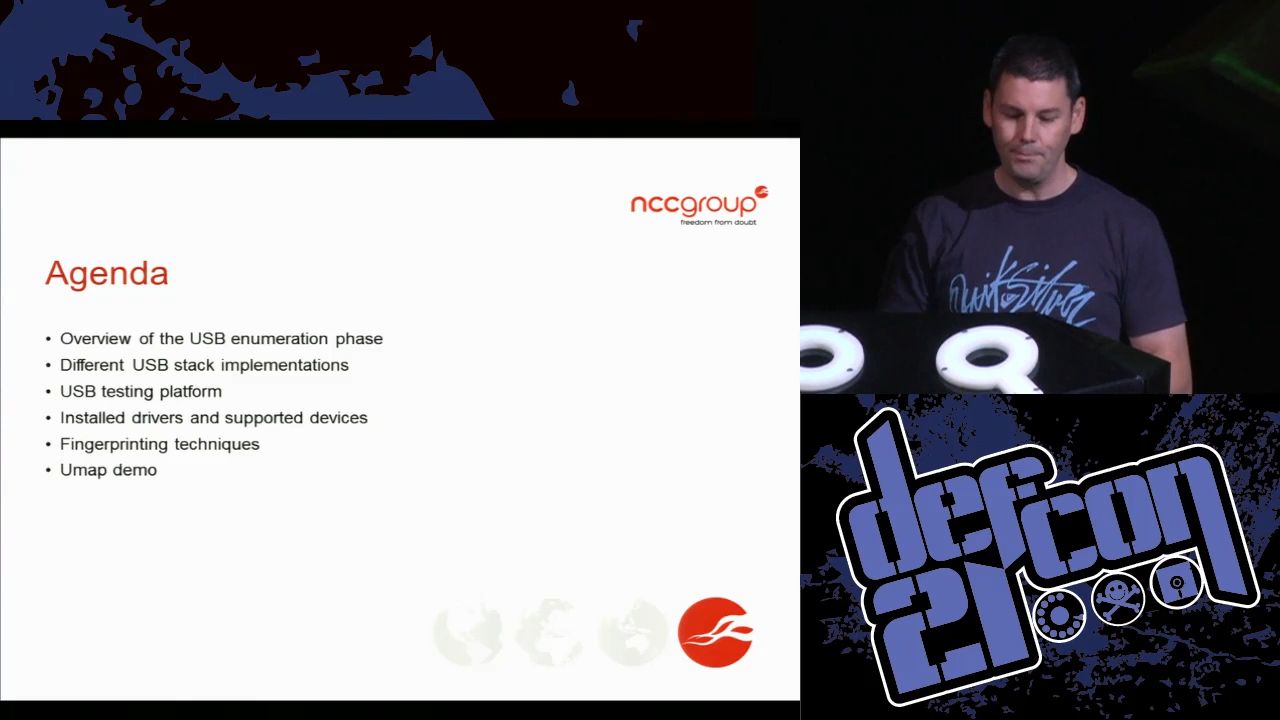 nccgroup
freedom from doubt
Agenda
• Overview of the USB enumeration phase
• Different USB stack implementations
• USB testing platform
• Installed drivers and supported devices
• Fingerprinting techniques
• Umap demo
Quiksilver
defcon
21